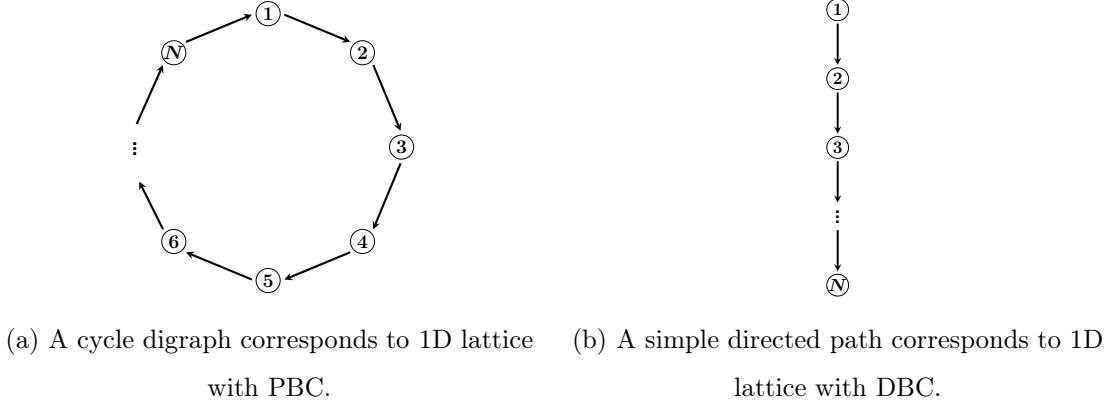 1
2
3
4
5
6
...
N
1
2
3
...
N
(a) A cycle digraph corresponds to 1D lattice
with PBC.
(b) A simple directed path corresponds to 1D
lattice with DBC.